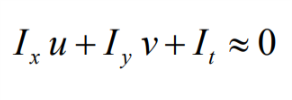 I_x u + I_y v + I_t ≈ 0